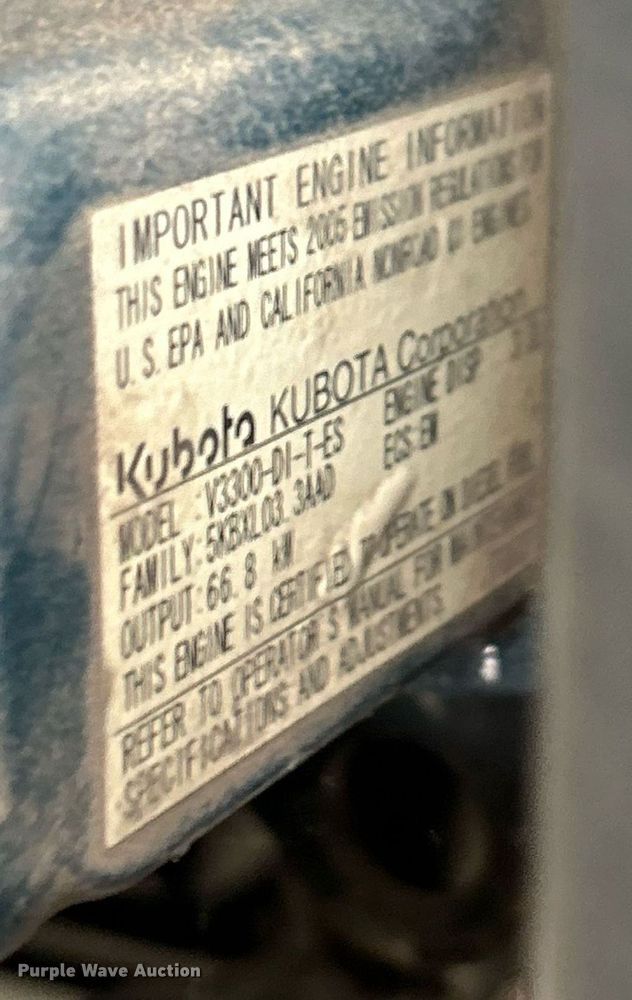 IMPORTANT ENGINE INFORMATION
THIS ENGINE MEETS 2005 EMISSION REGULATIONS FOR
U.S. EPA AND CALIFORNIA NONROAD CI ENGINES
Kubota KUBOTA Corporation
MODEL :V3300-DI-T-ES ENGINE DISP
FAMILY:5KBXL03.3AAD ECS:EM
OUTPUT:66.8 kW
THIS ENGINE IS CERTIFIED TO OPERATE ON DIESEL FUEL
REFER TO OPERATOR'S MANUAL FOR MAINTENANCE
SPECIFICATIONS AND ADJUSTMENTS
Purple Wave Auction